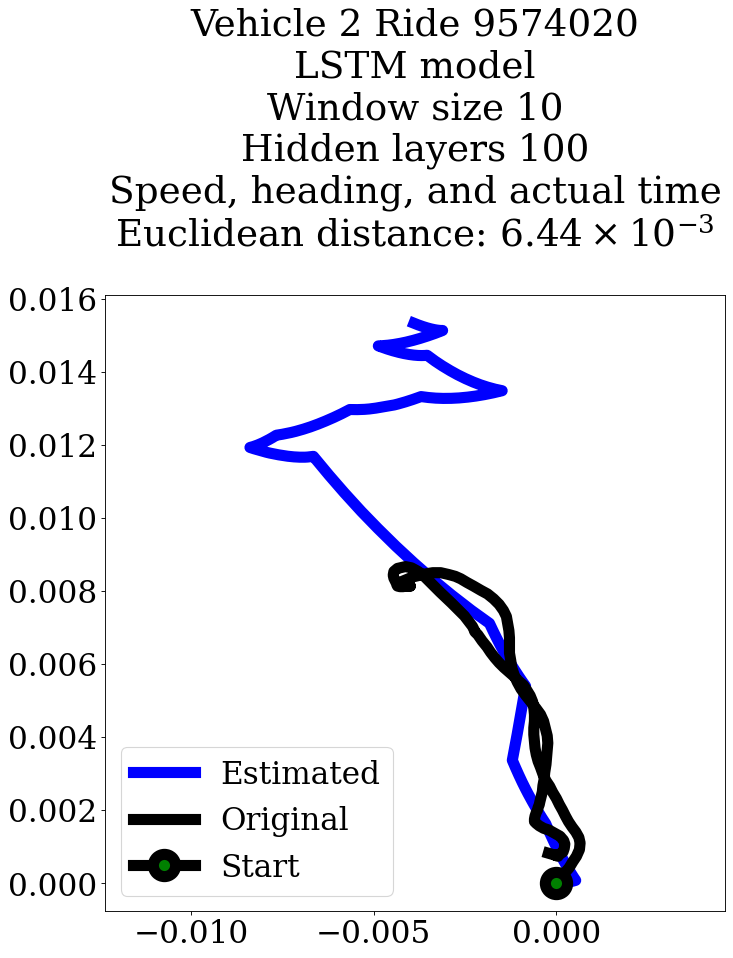 Vehicle 2 Ride 9574020
LSTM model
Window size 10
Hidden layers 100
Speed, heading, and actual time
Euclidean distance: 6.44 × 10⁻³
0.016
0.014
0.012
0.010
0.008
0.006
0.004
0.002
0.000
Estimated
Original
Start
−0.010 −0.005 0.000